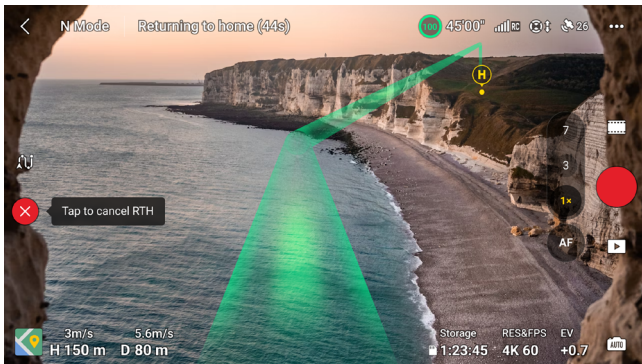 N Mode Returning to home (44s) 100 45'00" RC 26
H
7
3
1×
Tap to cancel RTH
AF
3m/s 5.6m/s Storage RES&FPS EV
H 150 m D 80 m 1:23:45 4K 60 +0.7 AUTO